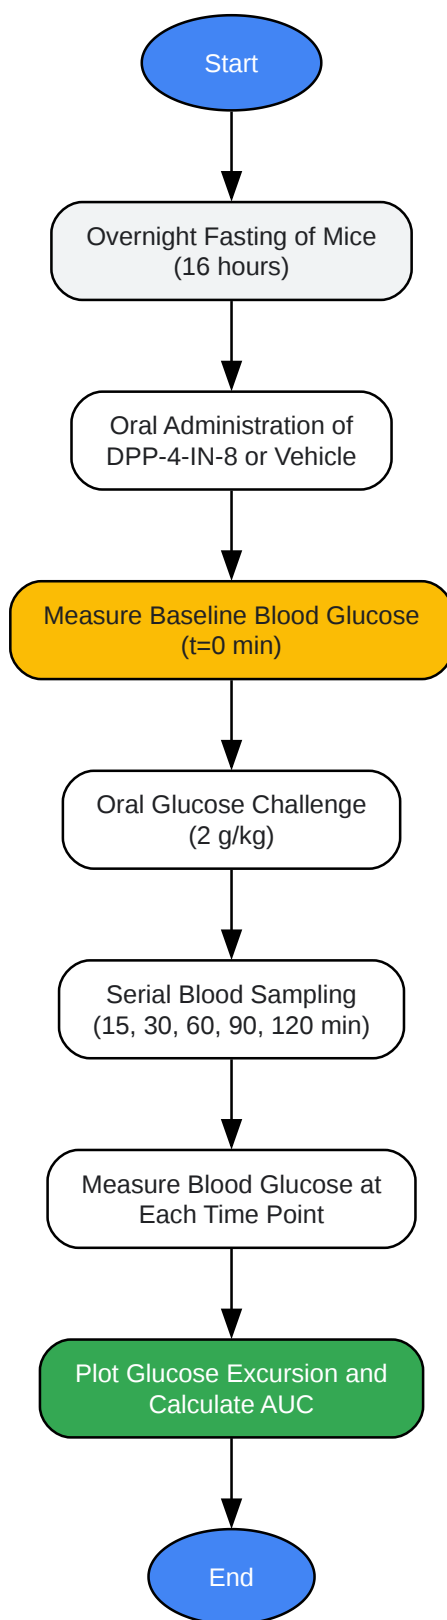 Start
Overnight Fasting of Mice
(16 hours)
Oral Administration of
DPP-4-IN-8 or Vehicle
Measure Baseline Blood Glucose
(t=0 min)
Oral Glucose Challenge
(2 g/kg)
Serial Blood Sampling
(15, 30, 60, 90, 120 min)
Measure Blood Glucose at
Each Time Point
Plot Glucose Excursion and
Calculate AUC
End